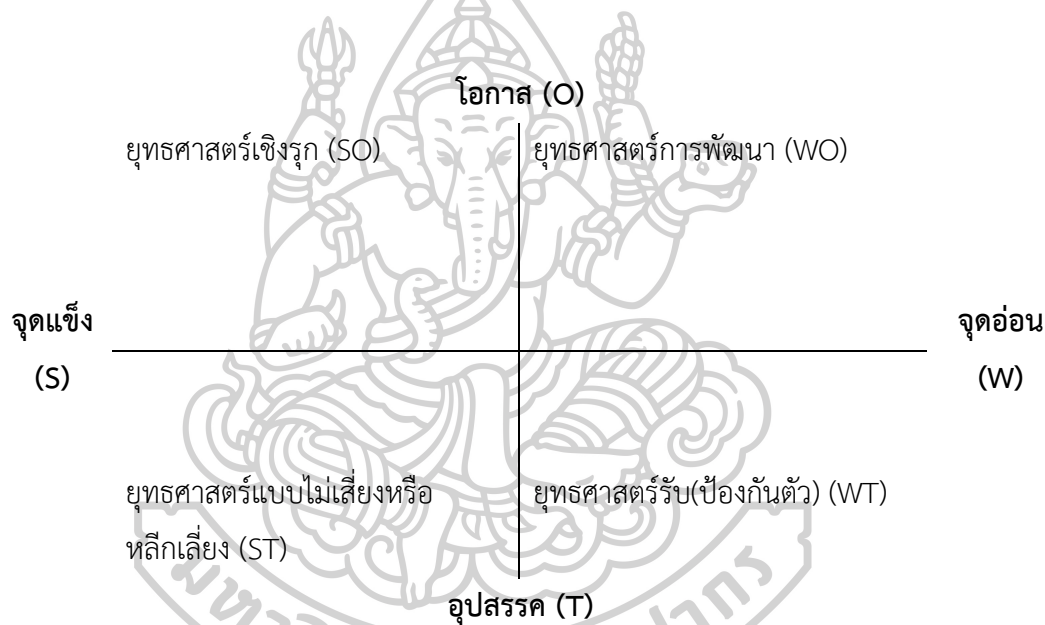 โอกาส (O)
ยุทธศาสตร์เชิงรุก (SO)
ยุทธศาสตร์การพัฒนา (WO)
จุดแข็ง
(S)
จุดอ่อน
(W)
ยุทธศาสตร์แบบไม่เสี่ยงหรือ
หลีกเลี่ยง (ST)
ยุทธศาสตร์รับ(ป้องกันตัว) (WT)
อุปสรรค (T)